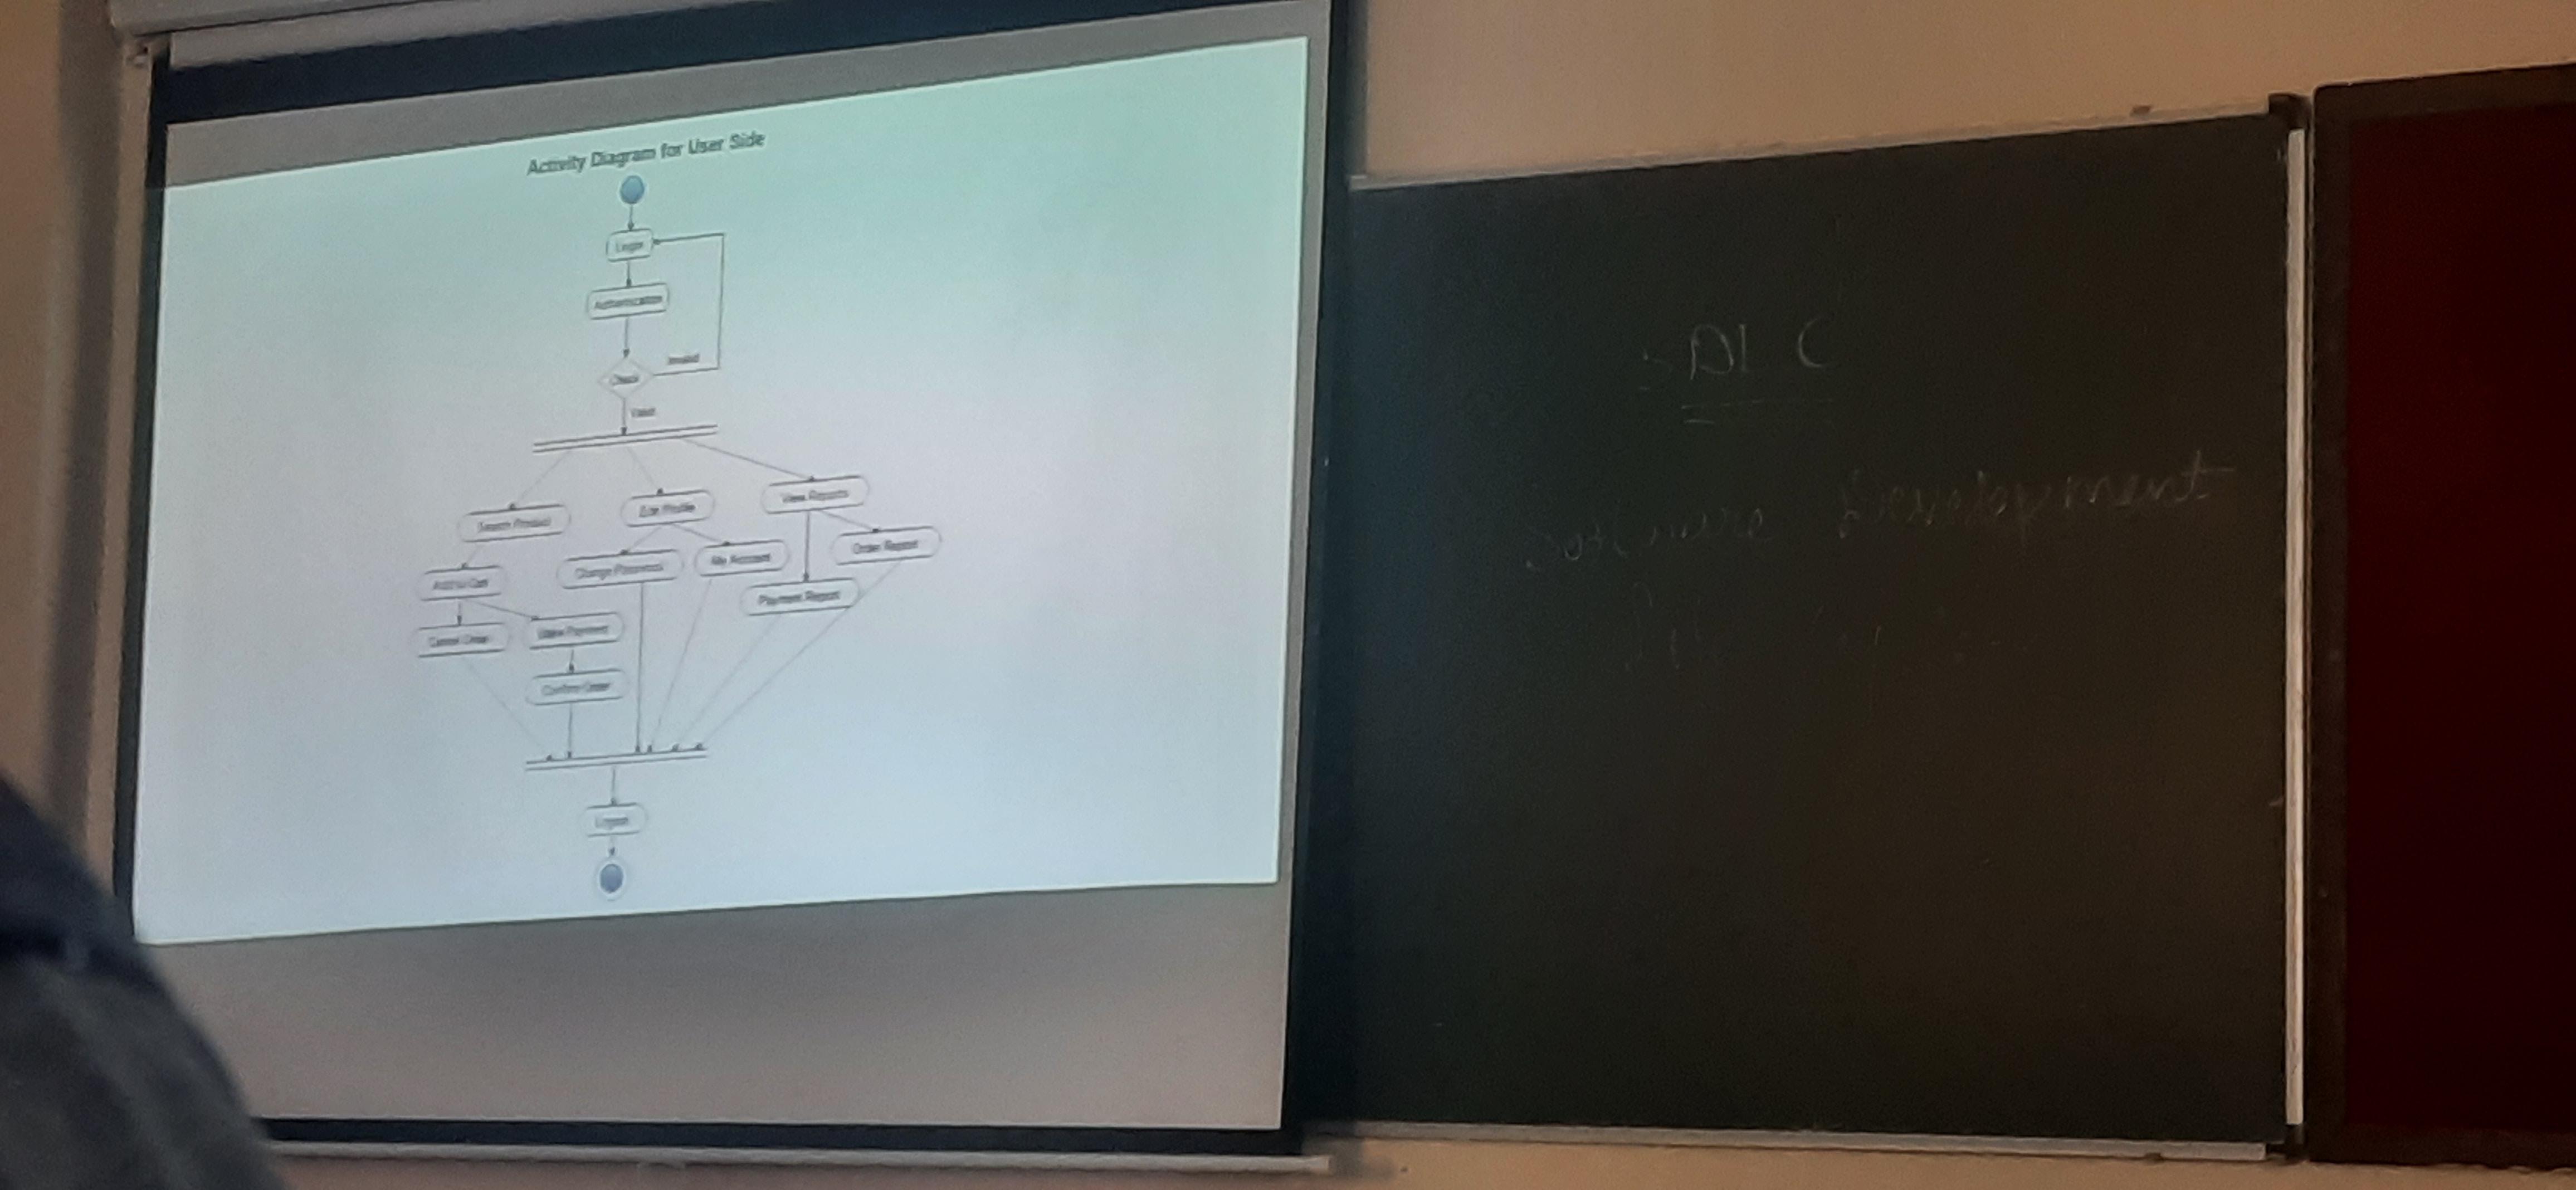 Activity Diagram for User Side
Login
Authentication
Check
Invalid
Valid
View Reports
Edit Profile
Search Product
Order Report
My Account
Change Password
Add to Cart
Payment Report
Make Payment
Cancel Order
Confirm Order
Logout
SDLC
Software Development
Life